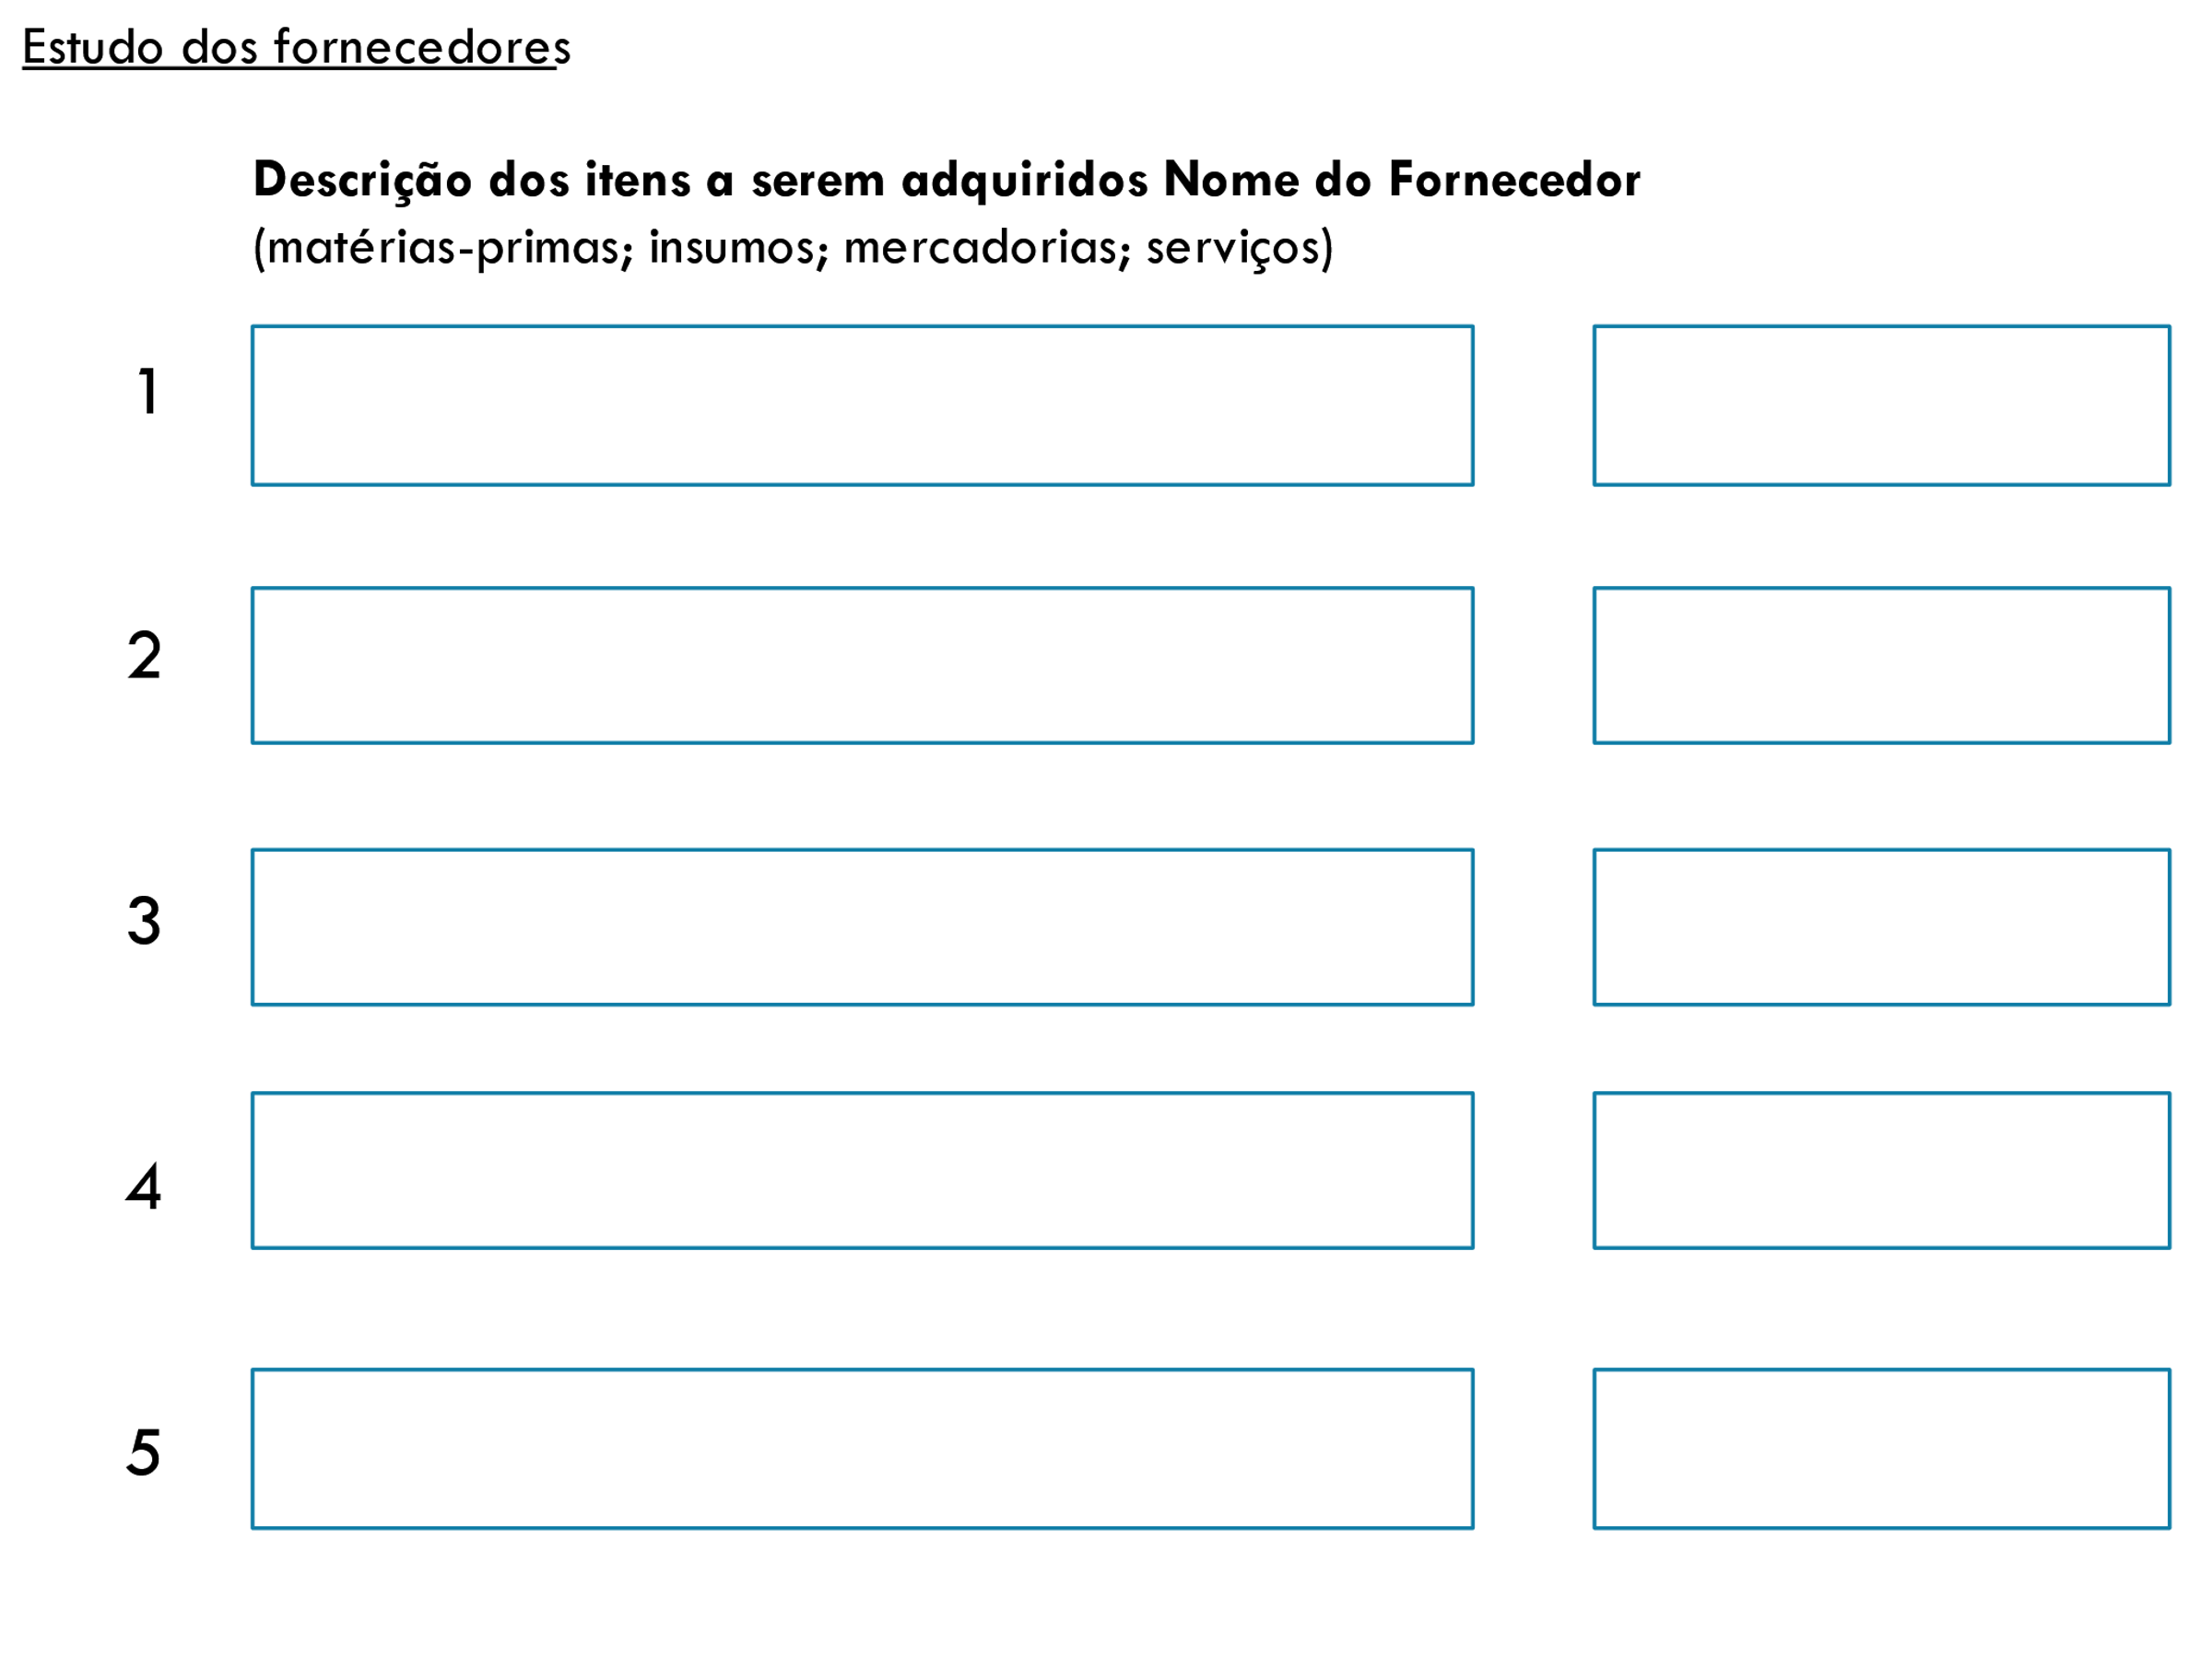 Estudo dos fornecedores
Descrição dos itens a serem adquiridos Nome do Fornecedor
(matérias-primas; insumos; mercadorias; serviços)
1
2
3
4
5